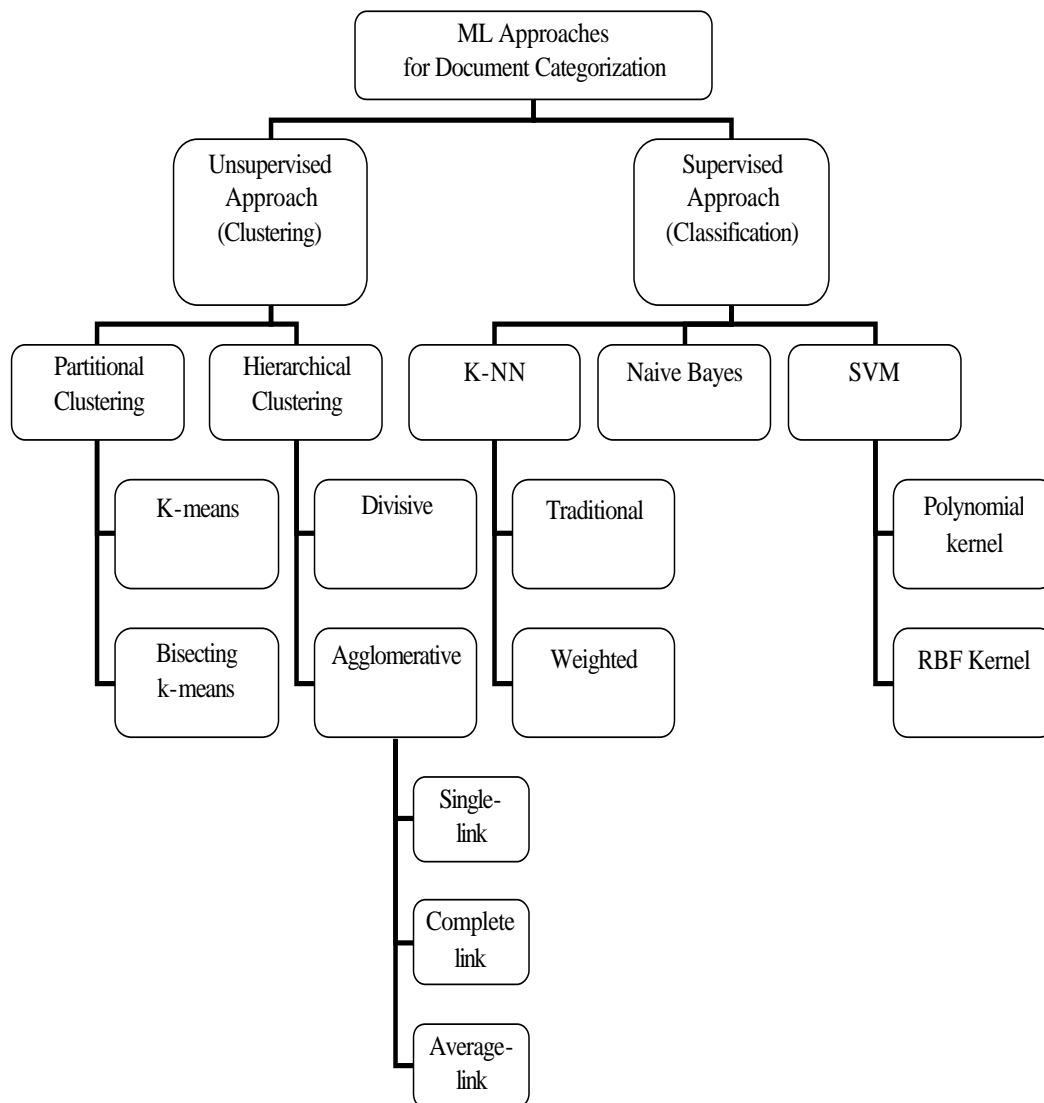 ML Approaches
for Document Categorization
Unsupervised
Approach
(Clustering)
Supervised
Approach
(Classification)
Partitional
Clustering
Hierarchical
Clustering
K-NN
Naive Bayes
SVM
K-means
Divisive
Traditional
Polynomial
kernel
Bisecting
k-means
Agglomerative
Weighted
RBF Kernel
Single-
link
Complete
link
Average-
link